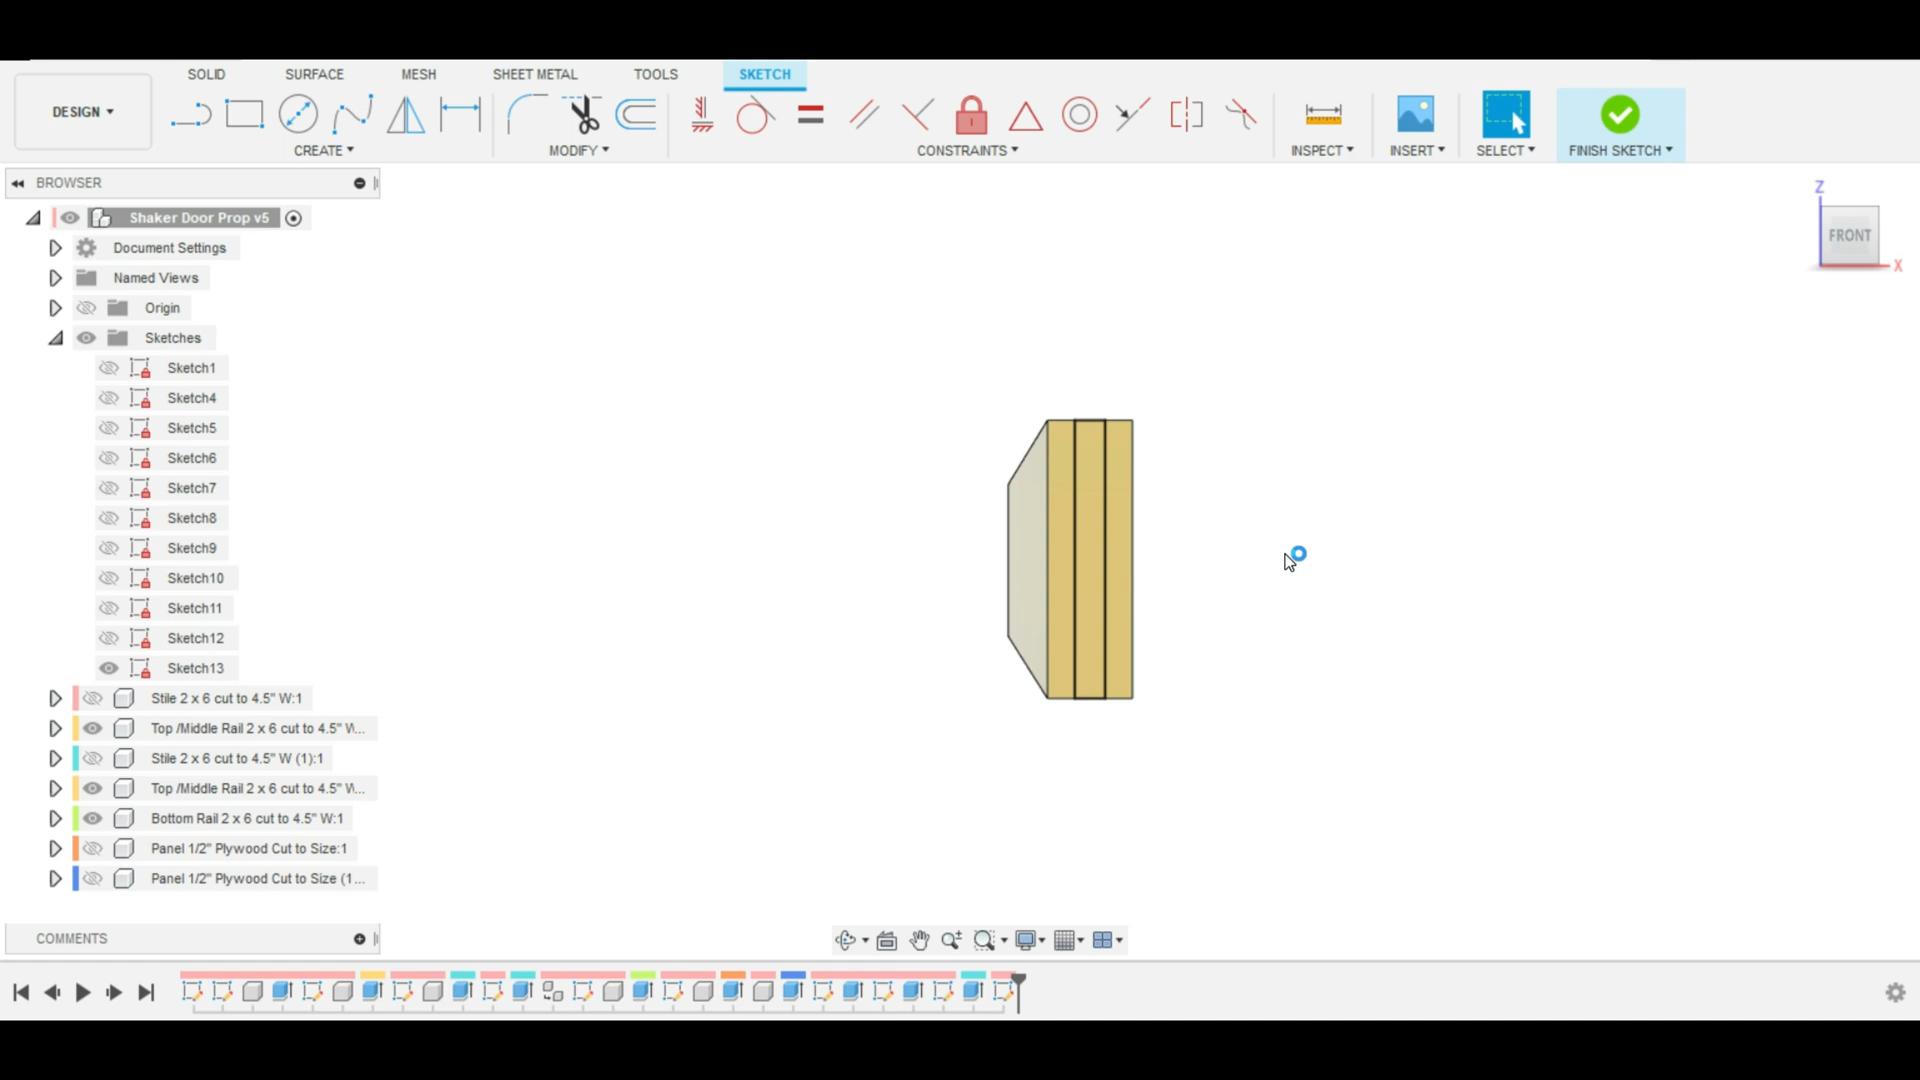 SOLID SURFACE MESH SHEET METAL TOOLS SKETCH
DESIGN
CREATE MODIFY CONSTRAINTS INSPECT INSERT SELECT FINISH SKETCH
BROWSER
Shaker Door Prop v5
Document Settings
Named Views
Origin
Sketches
Sketch1
Sketch4
Sketch5
Sketch6
Sketch7
Sketch8
Sketch9
Sketch10
Sketch11
Sketch12
Sketch13
Stile 2 x 6 cut to 4.5" W:1
Top /Middle Rail 2 x 6 cut to 4.5" W...
Stile 2 x 6 cut to 4.5" W (1):1
Top /Middle Rail 2 x 6 cut to 4.5" W...
Bottom Rail 2 x 6 cut to 4.5" W:1
Panel 1/2" Plywood Cut to Size:1
Panel 1/2" Plywood Cut to Size (1...
Z
FRONT
X
COMMENTS